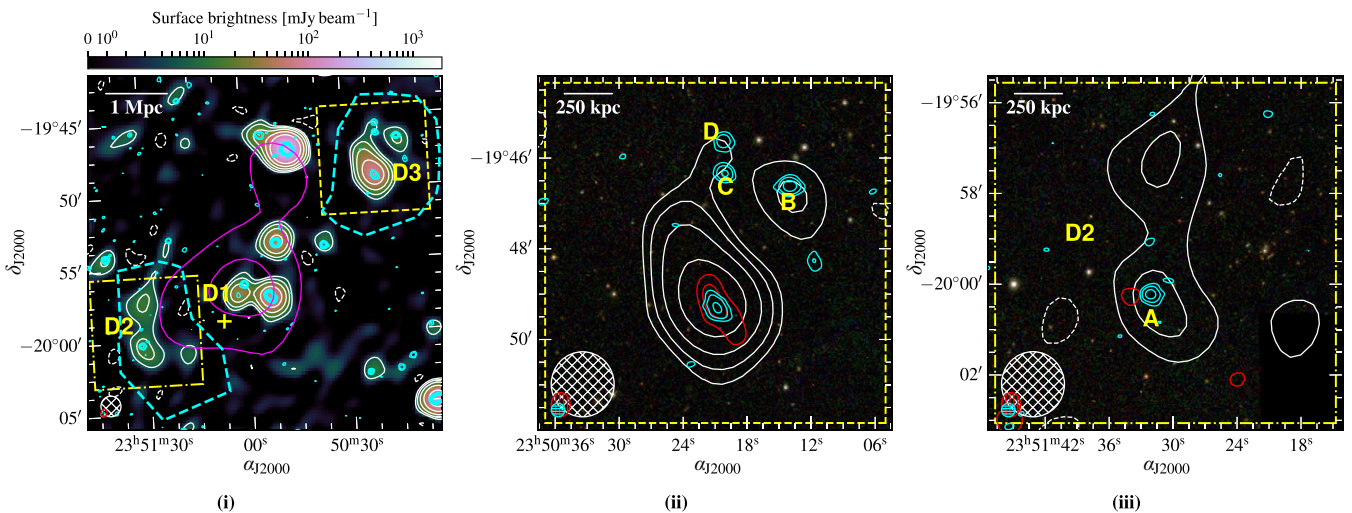 Surface brightness [mJy beam⁻¹]
0 10⁰ 10¹ 10² 10³
1 Mpc
D3
D1
D2
−19°45′
50′
55′
−20°00′
05′
δJ2000
23ʰ51ᵐ30ˢ 00ˢ 50ᵐ30ˢ
αJ2000
(i)
250 kpc
D
C
B
−19°46′
48′
50′
δJ2000
23ʰ50ᵐ36ˢ 30ˢ 24ˢ 18ˢ 12ˢ 06ˢ
αJ2000
(ii)
250 kpc
D2
A
−19°56′
58′
−20°00′
02′
δJ2000
23ʰ51ᵐ42ˢ 36ˢ 30ˢ 24ˢ 18ˢ
αJ2000
(iii)